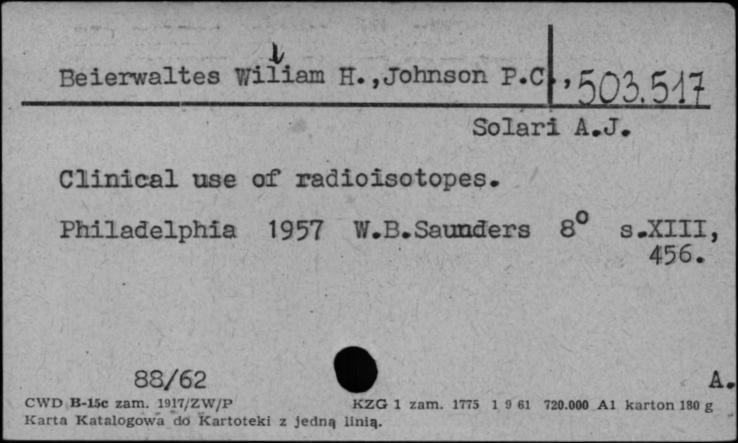 Beierwaltes Wiliam H.,Johnson P.C., 503.517
l
Solari A.J.
Clinical use of radioisotopes.
Philadelphia 1957 W.B.Saunders 8° s.XIII,
456.
88/62
A.
CWD B-15c zam. 1917/ZW/P KZG 1 zam. 1775 1 9 61 720.000 A1 karton 180 g
Karta Katalogowa do Kartoteki z jedną linią.